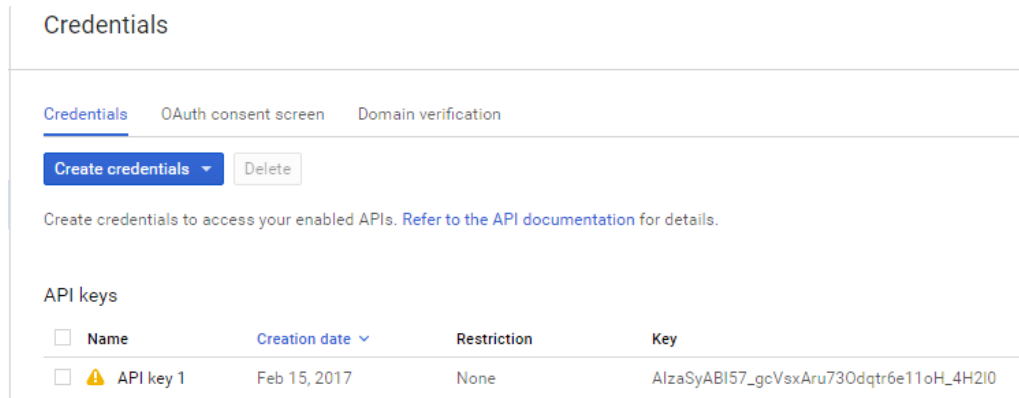 Credentials
Credentials OAuth consent screen Domain verification
Create credentials Delete
Create credentials to access your enabled APIs. Refer to the API documentation for details.
API keys
Name Creation date Restriction Key
API key 1 Feb 15, 2017 None